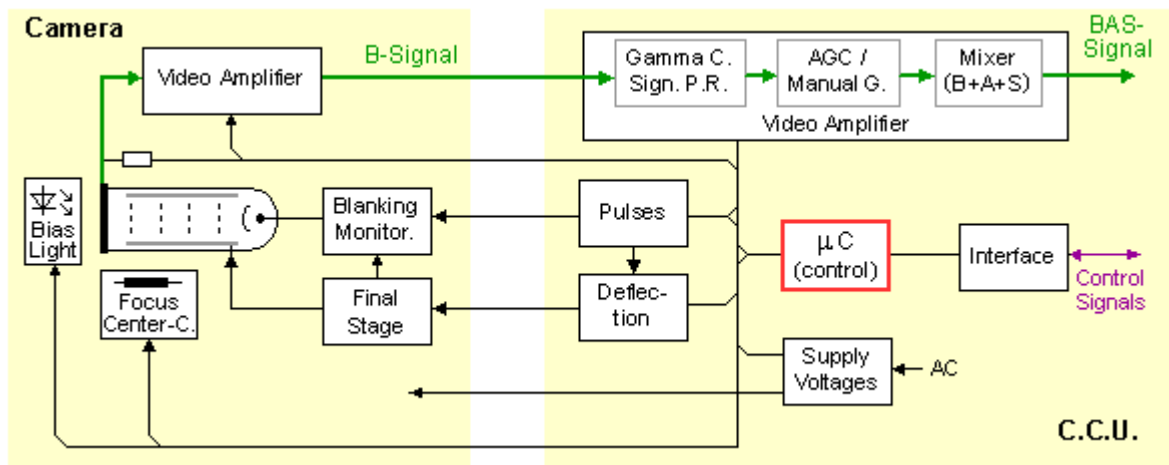 Camera
Video Amplifier
B-Signal
Gamma C.
Sign. P.R.
AGC /
Manual G.
Mixer
(B+A+S)
Video Amplifier
BAS-
Signal
Bias
Light
Blanking
Monitor.
Pulses
μC
(control)
Interface
Control
Signals
Focus
Center-C.
Final
Stage
Deflec-
tion
Supply
Voltages
AC
C.C.U.